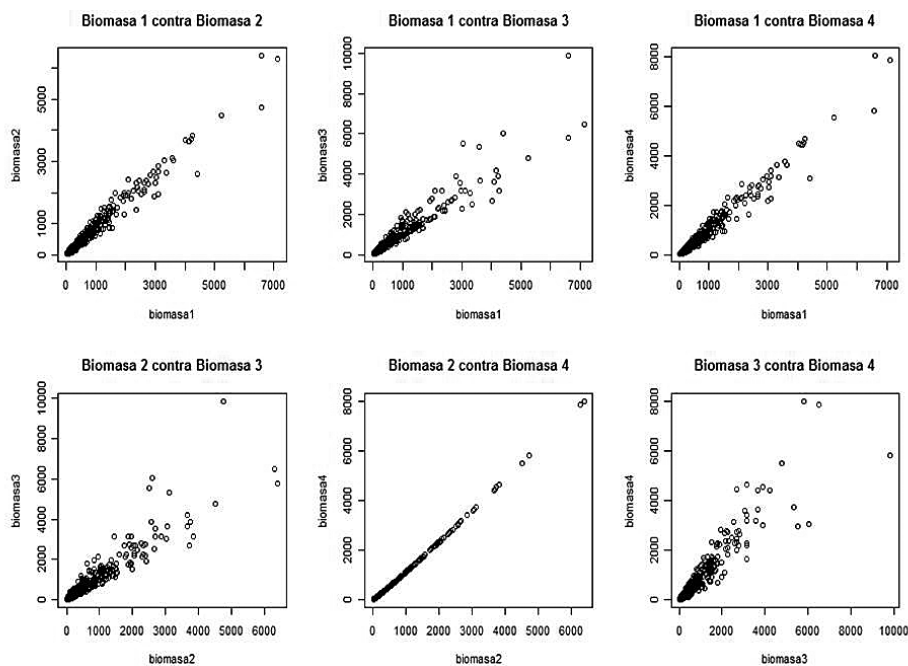 Biomasa 1 contra Biomasa 2
biomasa2
0 1000 3000 5000
0 1000 3000 5000 7000
biomasa1
Biomasa 1 contra Biomasa 3
biomasa3
0 2000 4000 6000 8000 10000
0 1000 3000 5000 7000
biomasa1
Biomasa 1 contra Biomasa 4
biomasa4
0 2000 4000 6000 8000
0 1000 3000 5000 7000
biomasa1
Biomasa 2 contra Biomasa 3
biomasa3
0 2000 4000 6000 8000 10000
0 1000 2000 3000 4000 6000
biomasa2
Biomasa 2 contra Biomasa 4
biomasa4
0 2000 4000 6000 8000
0 1000 2000 3000 4000 6000
biomasa2
Biomasa 3 contra Biomasa 4
biomasa4
0 2000 4000 6000 8000
0 2000 4000 6000 8000 10000
biomasa3